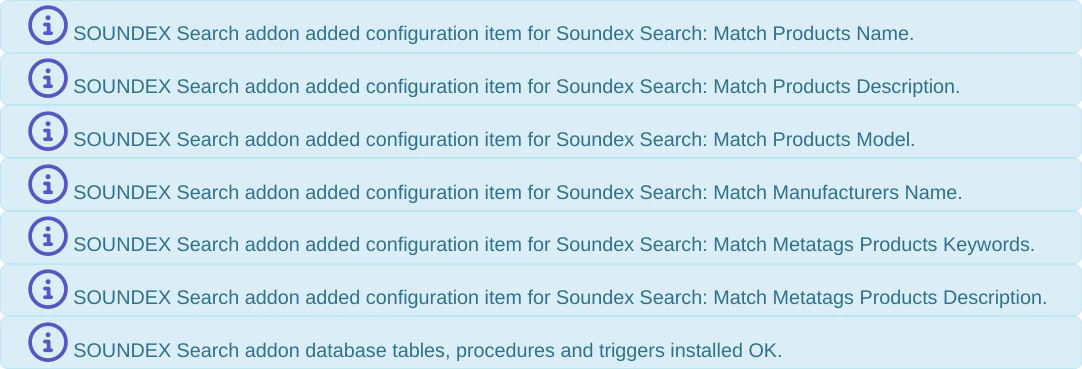 SOUNDEX Search addon added configuration item for Soundex Search: Match Products Name.
SOUNDEX Search addon added configuration item for Soundex Search: Match Products Description.
SOUNDEX Search addon added configuration item for Soundex Search: Match Products Model.
SOUNDEX Search addon added configuration item for Soundex Search: Match Manufacturers Name.
SOUNDEX Search addon added configuration item for Soundex Search: Match Metatags Products Keywords.
SOUNDEX Search addon added configuration item for Soundex Search: Match Metatags Products Description.
SOUNDEX Search addon database tables, procedures and triggers installed OK.